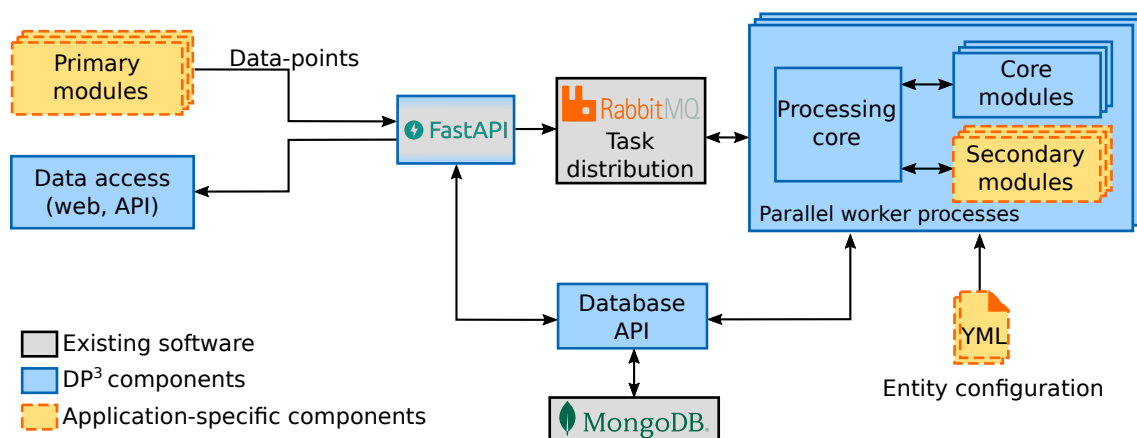 Primary
modules
Data-points
Data access
(web, API)
FastAPI
RabbitMQ
Task
distribution
Processing
core
Core
modules
Secondary
modules
Parallel worker processes
Database
API
MongoDB®
YML
Entity configuration
Existing software
DP³ components
Application-specific components